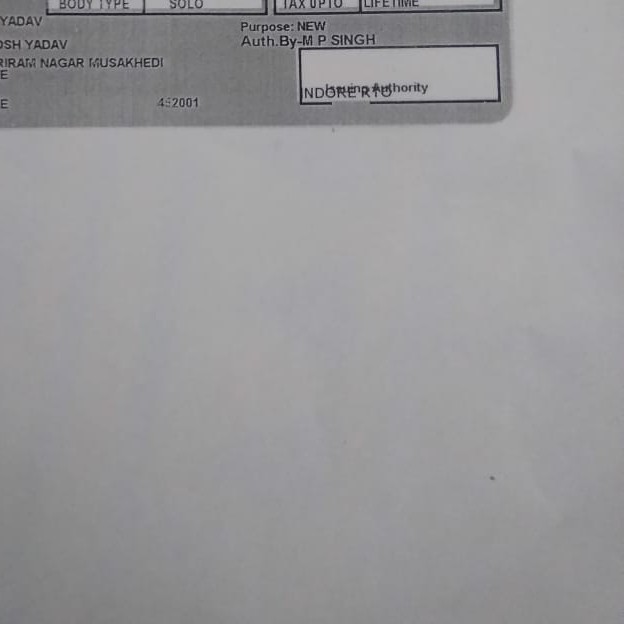 BODY TYPE SOLO TAX UPTO LIFETIME
YADAV
Purpose: NEW
OSH YADAV
Auth.By-M P SINGH
RIRAM NAGAR MUSAKHEDI
E
Issuing Authority
INDORE RTO
E 452001